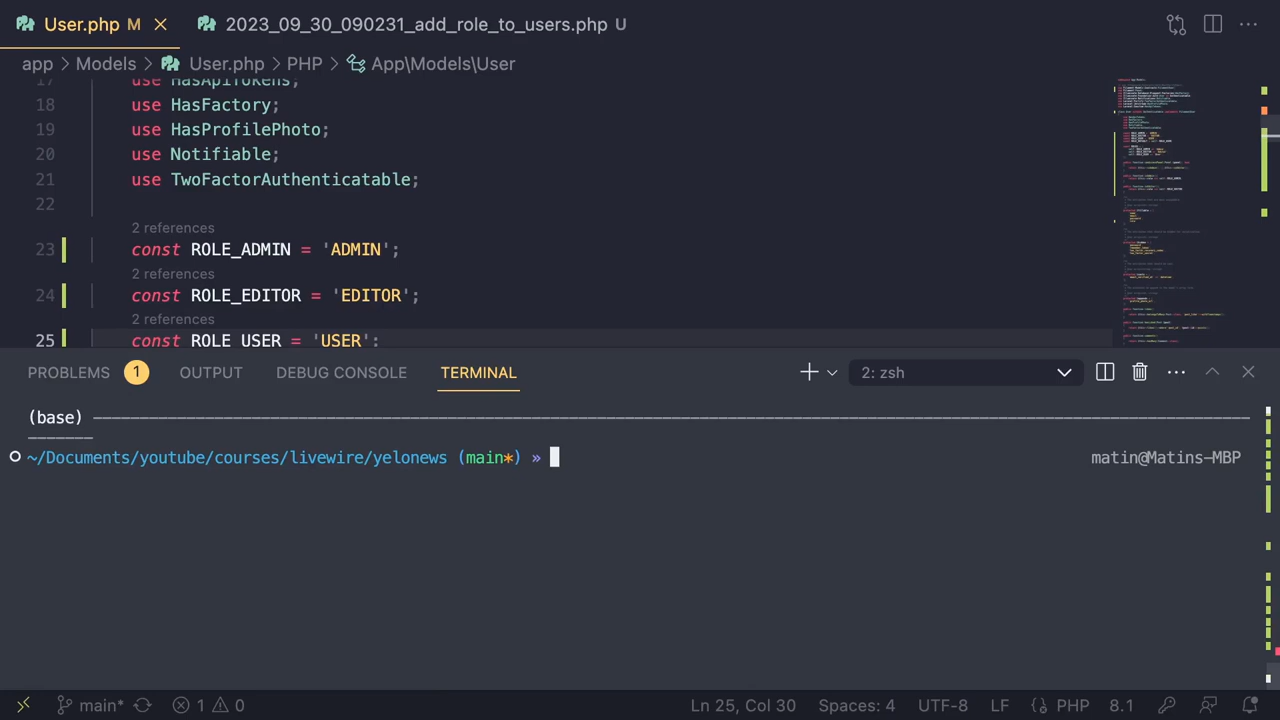 User.php M
2023_09_30_090231_add_role_to_users.php U
app > Models > User.php > PHP > App\Models\User
17 use HasApiTokens;
18 use HasFactory;
19 use HasProfilePhoto;
20 use Notifiable;
21 use TwoFactorAuthenticatable;
22
2 references
23 const ROLE_ADMIN = 'ADMIN';
2 references
24 const ROLE_EDITOR = 'EDITOR';
2 references
25 const ROLE_USER = 'USER';
PROBLEMS 1 OUTPUT DEBUG CONSOLE TERMINAL 2: zsh
(base)
~/Documents/youtube/courses/livewire/yelonews (main*) » matin@Matins-MBP
main* 1 0 Ln 25, Col 30 Spaces: 4 UTF-8 LF PHP 8.1